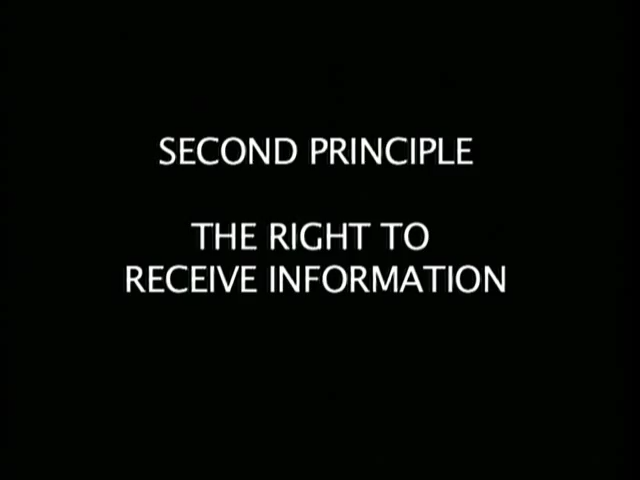 SECOND PRINCIPLE
THE RIGHT TO
RECEIVE INFORMATION